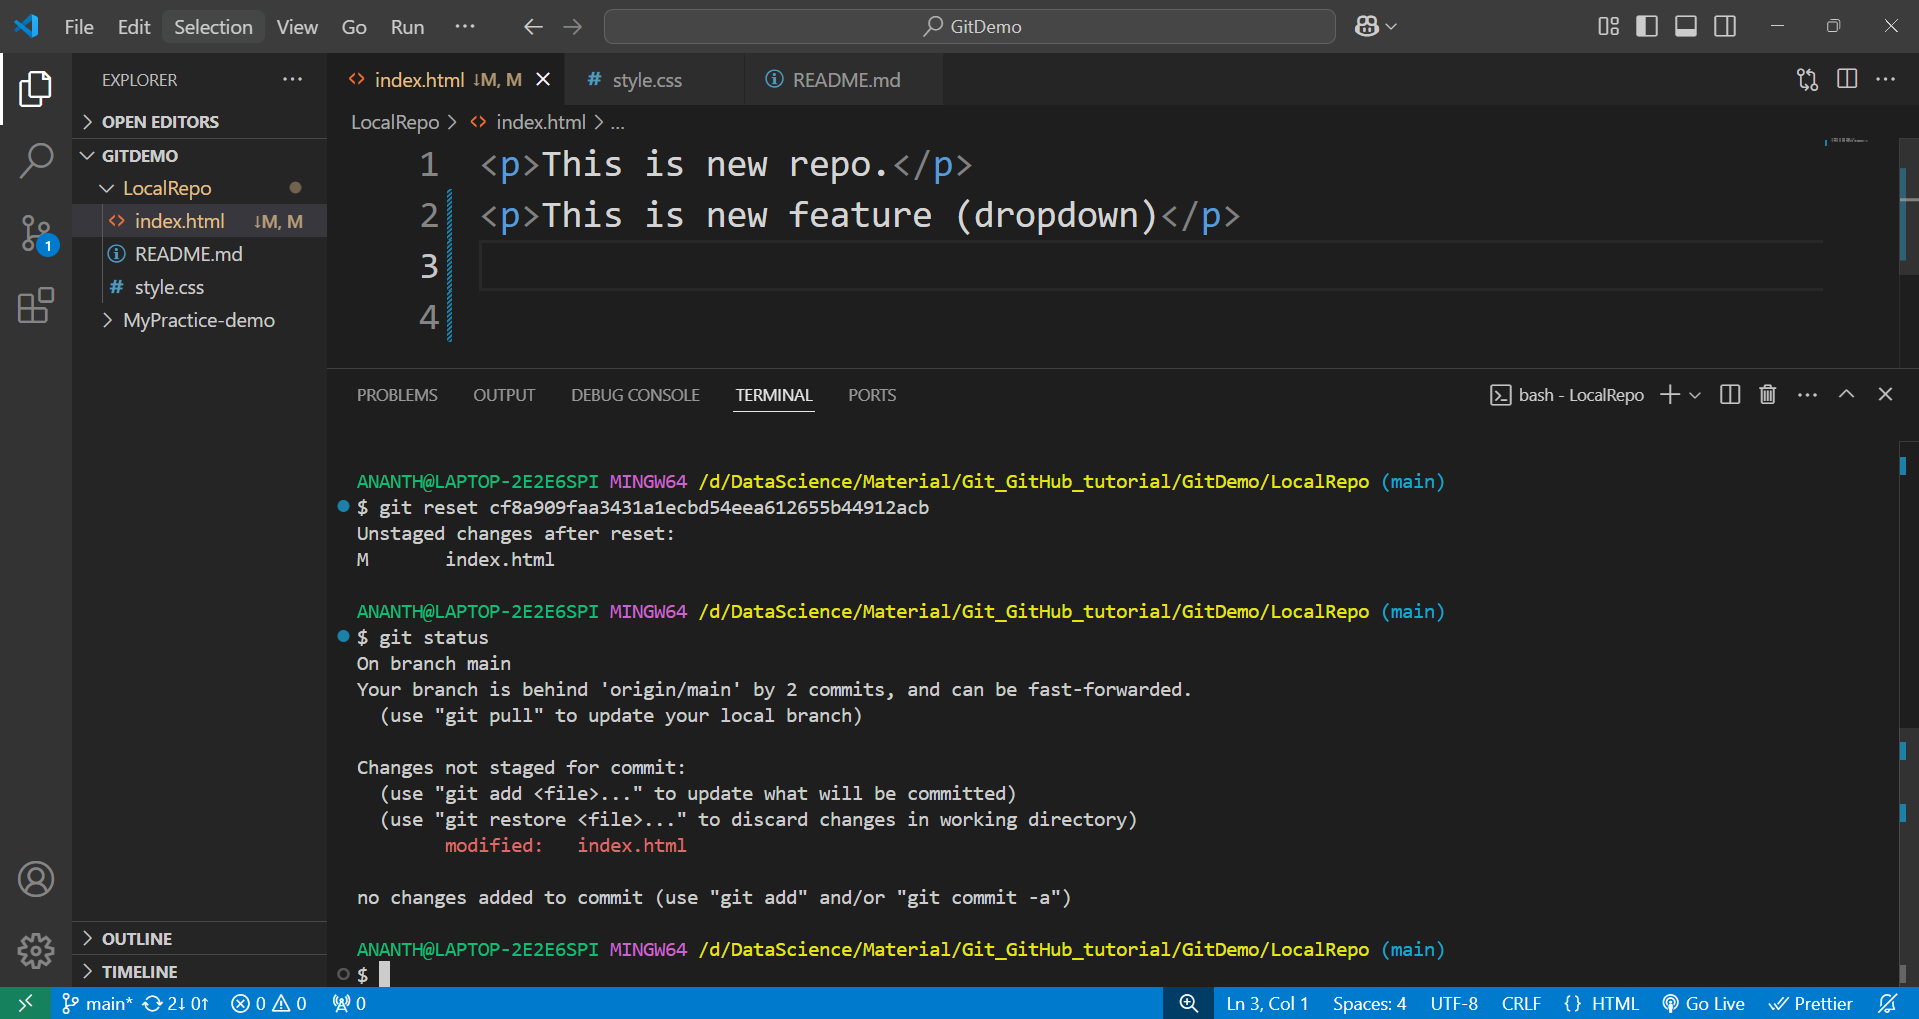 File Edit Selection View Go Run ··· GitDemo
EXPLORER ···
OPEN EDITORS
GITDEMO
LocalRepo
index.html ↓M, M
README.md
style.css
MyPractice-demo
OUTLINE
TIMELINE
index.html ↓M, M
style.css
README.md
LocalRepo > index.html > ...
1 <p>This is new repo.</p>
2 <p>This is new feature (dropdown)</p>
3
4
PROBLEMS OUTPUT DEBUG CONSOLE TERMINAL PORTS bash - LocalRepo
ANANTH@LAPTOP-2E2E6SPI MINGW64 /d/DataScience/Material/Git_GitHub_tutorial/GitDemo/LocalRepo (main)
$ git reset cf8a909faa3431a1ecbd54eea612655b44912acb
Unstaged changes after reset:
M index.html
ANANTH@LAPTOP-2E2E6SPI MINGW64 /d/DataScience/Material/Git_GitHub_tutorial/GitDemo/LocalRepo (main)
$ git status
On branch main
Your branch is behind 'origin/main' by 2 commits, and can be fast-forwarded.
(use "git pull" to update your local branch)
Changes not staged for commit:
(use "git add <file>..." to update what will be committed)
(use "git restore <file>..." to discard changes in working directory)
modified: index.html
no changes added to commit (use "git add" and/or "git commit -a")
ANANTH@LAPTOP-2E2E6SPI MINGW64 /d/DataScience/Material/Git_GitHub_tutorial/GitDemo/LocalRepo (main)
$
1
main* 2↓ 0↑ 0 0 0 Ln 3, Col 1 Spaces: 4 UTF-8 CRLF {} HTML Go Live Prettier